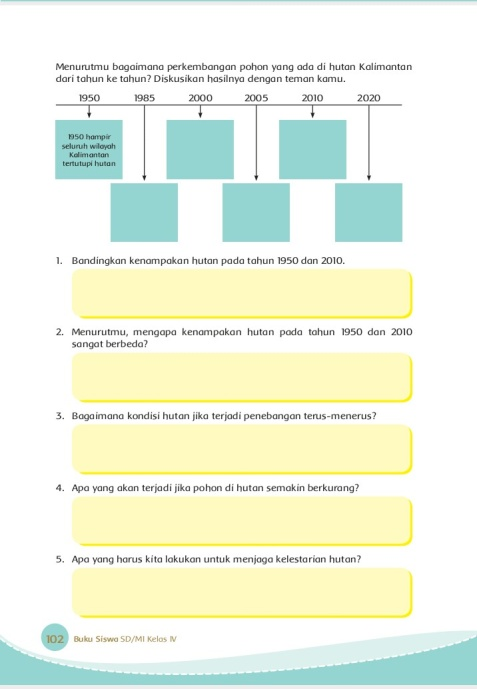 Menurutmu bagaimana perkembangan pohon yang ada di hutan Kalimantan
dari tahun ke tahun? Diskusikan hasilnya dengan teman kamu.
1950 1985 2000 2005 2010 2020
1950 hampir
seluruh wilayah
Kalimantan
tertutupi hutan
1. Bandingkan kenampakan hutan pada tahun 1950 dan 2010.
2. Menurutmu, mengapa kenampakan hutan pada tahun 1950 dan 2010
sangat berbeda?
3. Bagaimana kondisi hutan jika terjadi penebangan terus-menerus?
4. Apa yang akan terjadi jika pohon di hutan semakin berkurang?
5. Apa yang harus kita lakukan untuk menjaga kelestarian hutan?
102 Buku Siswa SD/MI Kelas IV